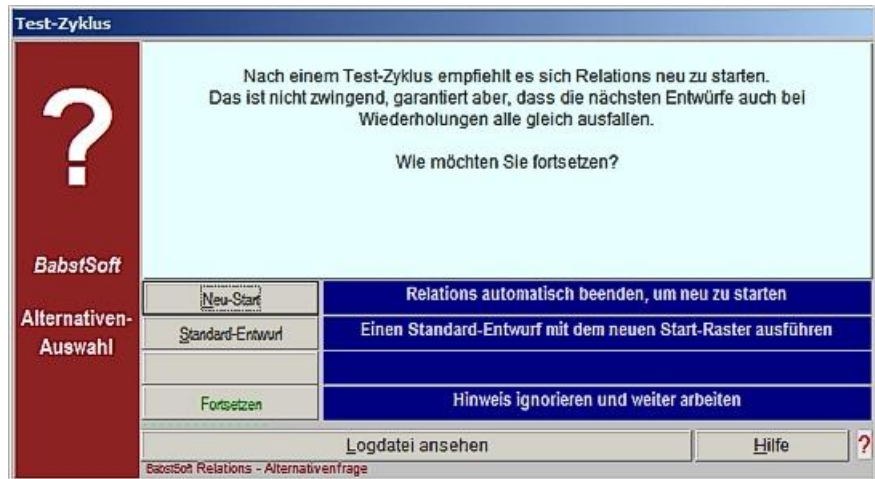 Test-Zyklus
?
Nach einem Test-Zyklus empfiehlt es sich Relations neu zu starten.
Das ist nicht zwingend, garantiert aber, dass die nächsten Entwürfe auch bei
Wiederholungen alle gleich ausfallen.
Wie möchten Sie fortsetzen?
BabstSoft
Alternativen-
Auswahl
Neu-Start
Relations automatisch beenden, um neu zu starten
Standard-Entwurf
Einen Standard-Entwurf mit dem neuen Start-Raster ausführen
Fortsetzen
Hinweis ignorieren und weiter arbeiten
Logdatei ansehen
Hilfe
?
BabstSoft Relations - Alternativenfrage